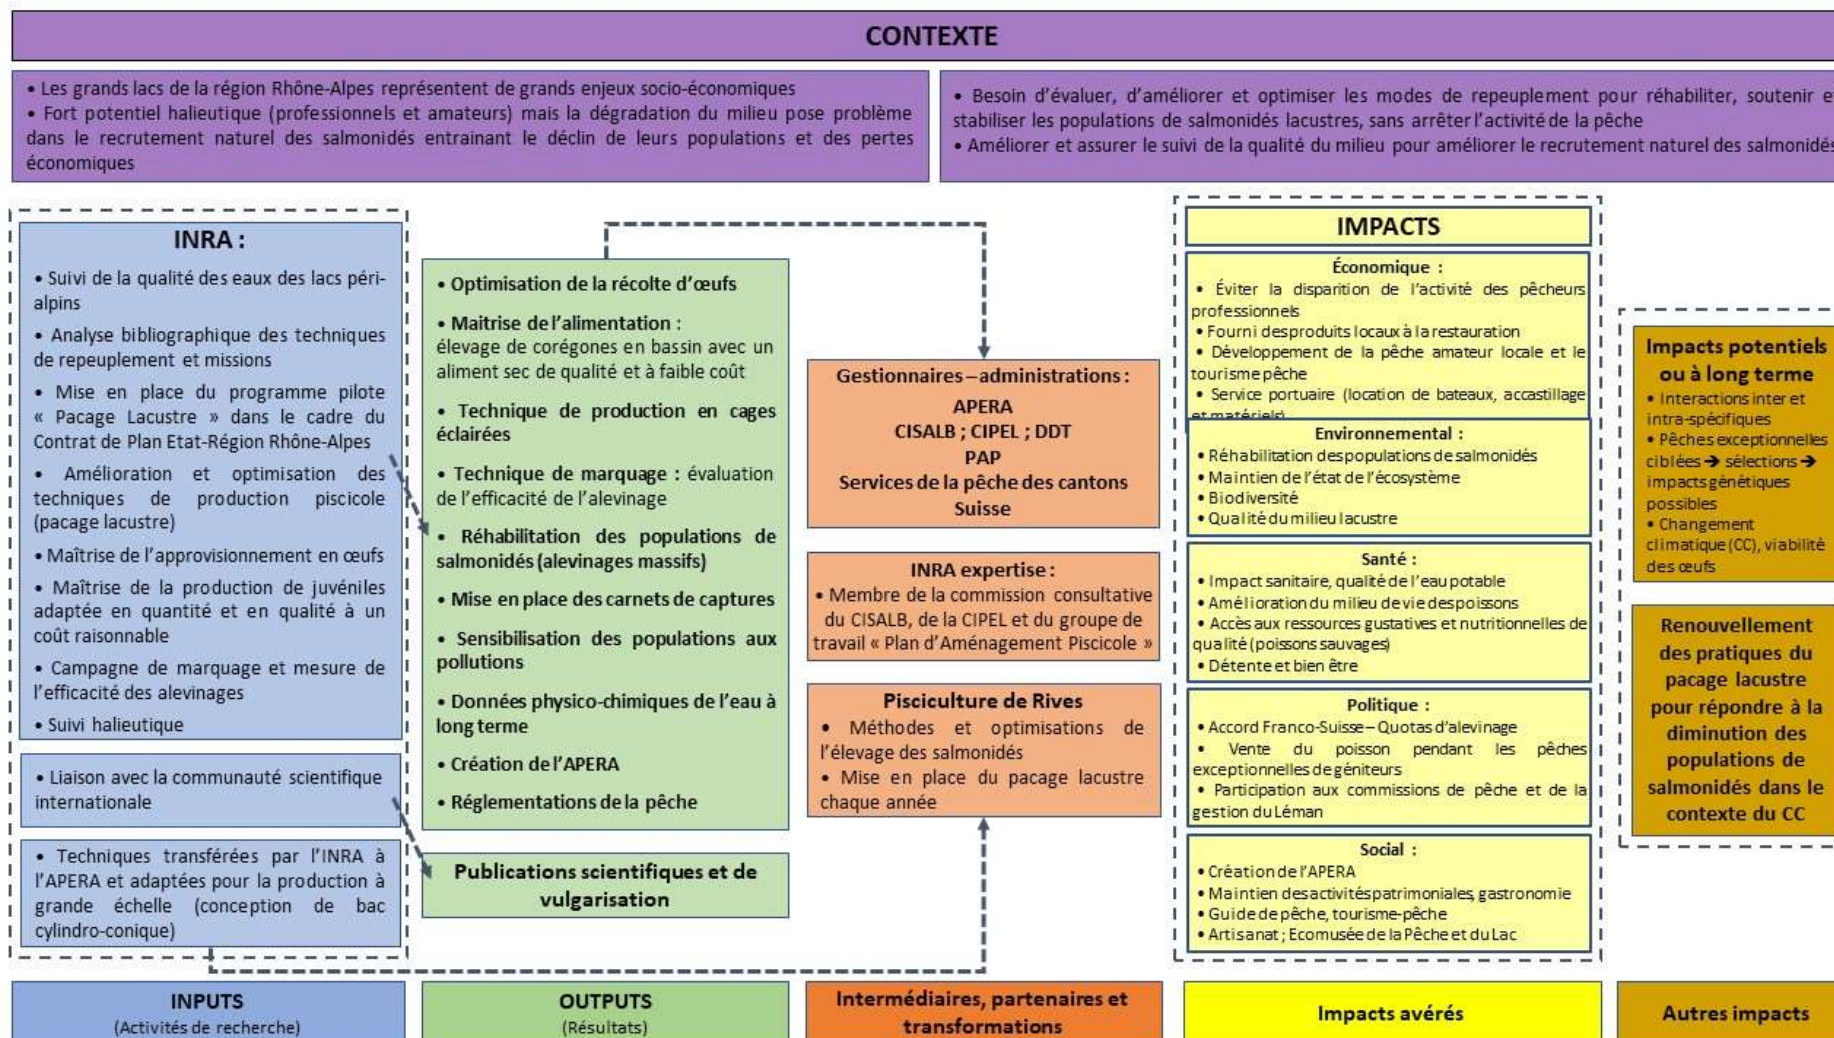 CONTEXTE
• Les grands lacs de la région Rhône-Alpes représentent de grands enjeux socio-économiques
• Fort potentiel halieutique (professionnels et amateurs) mais la dégradation du milieu pose problème
dans le recrutement naturel des salmonidés entrainant le déclin de leurs populations et des pertes
économiques
• Besoin d'évaluer, d'améliorer et optimiser les modes de repeuplement pour réhabiliter, soutenir
stabiliser les populations de salmonidés lacustres, sans arrêter l'activité de la pêche
• Améliorer et assurer le suivi de la qualité du milieu pour améliorer le recrutement naturel des salmonidés
INRA :
• Suivi de la qualité des eaux des lacs péri-
alpins
• Analyse bibliographique des techniques
de repeuplement et missions
• Mise en place du programme pilote
« Pacage Lacustre » dans le cadre du
Contrat de Plan Etat-Région Rhône-Alpes
• Amélioration et optimisation des
techniques de production piscicole
(pacage lacustre)
• Maîtrise de l'approvisionnement en œufs
• Maîtrise de la production de juvéniles
adaptée en quantité et en qualité à un
coût raisonnable
• Campagne de marquage et mesure de
l'efficacité des alevinages
• Suivi halieutique
• Liaison avec la communauté scientifique
internationale
• Techniques transférées par l'INRA à
l'APERA et adaptées pour la production à
grande échelle (conception de bac
cylindro-conique)
• Optimisation de la récolte d'œufs
• Maitrise de l'alimentation :
élevage de corégones en bassin avec un
aliment sec de qualité et à faible coût
• Technique de production en cages
éclairées
• Technique de marquage : évaluation
de l'efficacité de l'alevinage
• Réhabilitation des populations de
salmonidés (alevinages massifs)
• Mise en place des carnets de captures
• Sensibilisation des populations aux
pollutions
• Données physico-chimiques de l'eau à
long terme
• Création de l'APERA
• Réglementations de la pêche
Publications scientifiques et de
vulgarisation
Gestionnaires – administrations :
APERA
CISALB ; CIPEL ; DDT
PAP
Services de la pêche des cantons
Suisse
INRA expertise :
• Membre de la commission consultative
du CISALB, de la CIPEL et du groupe de
travail « Plan d'Aménagement Piscicole »
Pisciculture de Rives
• Méthodes et optimisations de
l'élevage des salmonidés
• Mise en place du pacage lacustre
chaque année
IMPACTS
Économique :
• Éviter la disparition de l'activité des pêcheurs
professionnels
• Fourni des produits locaux à la restauration
• Développement de la pêche amateur locale et le
tourisme pêche
• Service portuaire (location de bateaux, accastillage
et matériels)
Environnemental :
• Réhabilitation des populations de salmonidés
• Maintien de l'état de l'écosystème
• Biodiversité
• Qualité du milieu lacustre
Santé :
• Impact sanitaire, qualité de l'eau potable
• Amélioration du milieu de vie des poissons
• Accès aux ressources gustatives et nutritionnelles de
qualité (poissons sauvages)
• Détente et bien être
Politique :
• Accord Franco-Suisse – Quotas d'alevinage
• Vente du poisson pendant les pêches
exceptionnelles de géniteurs
• Participation aux commissions de pêche et de la
gestion du Léman
Social :
• Création de l'APERA
• Maintien des activités patrimoniales, gastronomie
• Guide de pêche, tourisme-pêche
• Artisanat ; Ecomusée de la Pêche et du Lac
Impacts potentiels
ou à long terme
• Interactions inter et
intra-spécifiques
• Pêches exceptionnelles
ciblées → sélections →
impacts génétiques
possibles
• Changement
climatique (CC), viabilité
des œufs
Renouvellement
des pratiques du
pacage lacustre
pour répondre à la
diminution des
populations de
salmonidés dans le
contexte du CC
INPUTS
(Activités de recherche)
OUTPUTS
(Résultats)
Intermédiaires, partenaires et
transformations
Impacts avérés
Autres impacts